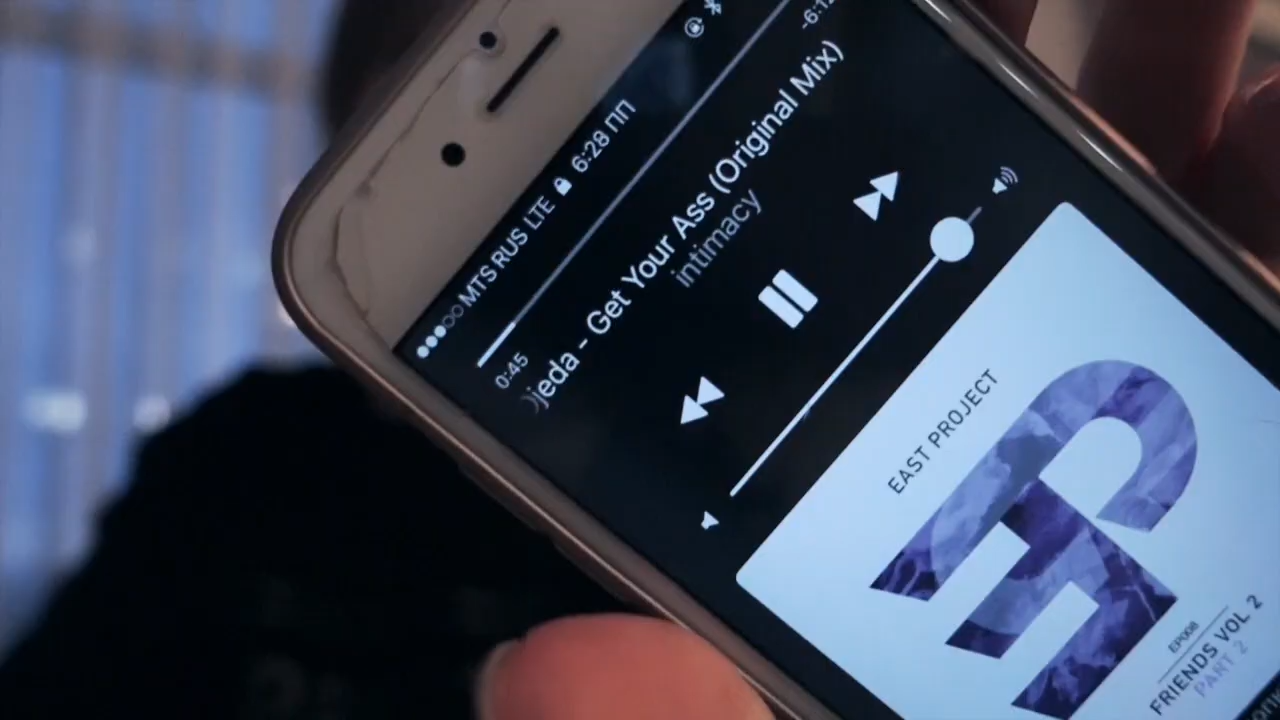 MTS RUS LTE 6:28 ПП
0:45
jeda - Get Your Ass (Original Mix)
intimacy
EAST PROJECT
EP008
FRIENDS VOL 2
PART 2